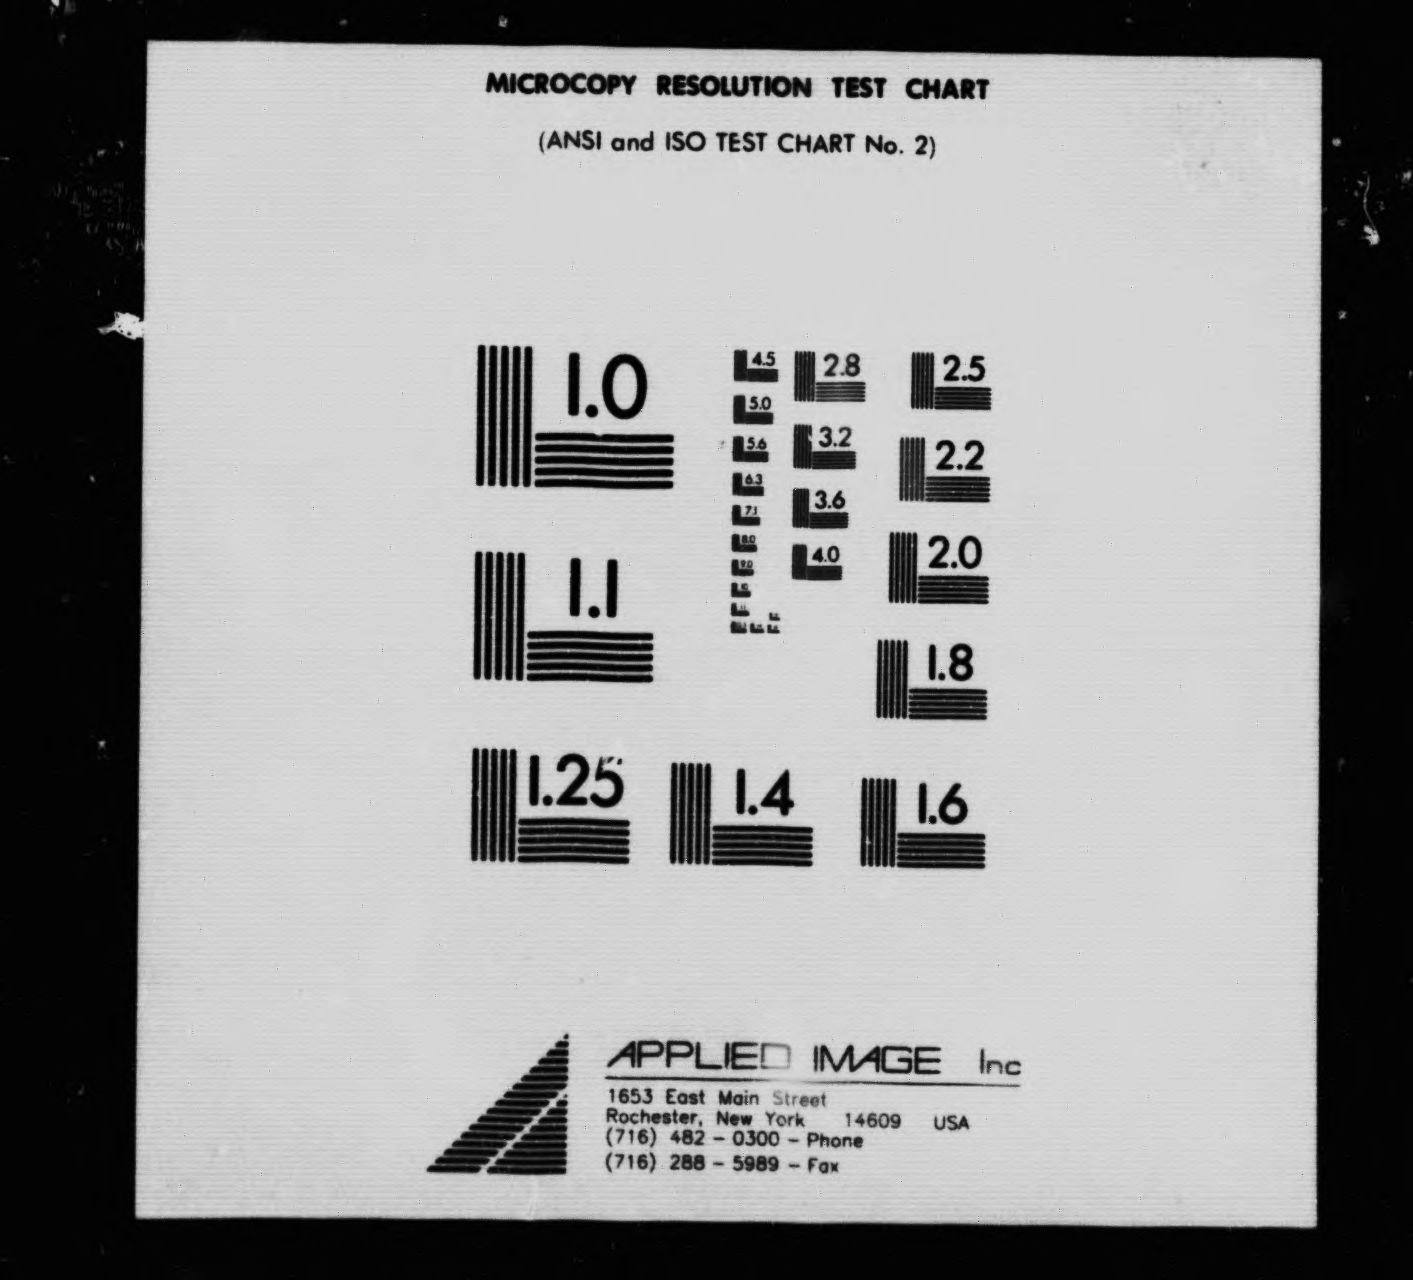 MICROCOPY RESOLUTION TEST CHART
(ANSI and ISO TEST CHART No. 2)
1.0
1.1
1.25
1.4
1.6
1.8
2.0
2.2
2.5
2.8
3.2
3.6
4.0
4.5
5.0
5.6
6.3
7.1
8.0
9.0
APPLIED IMAGE Inc
1653 East Main Street
Rochester, New York 14609 USA
(716) 482 - 0300 - Phone
(716) 288 - 5989 - Fax